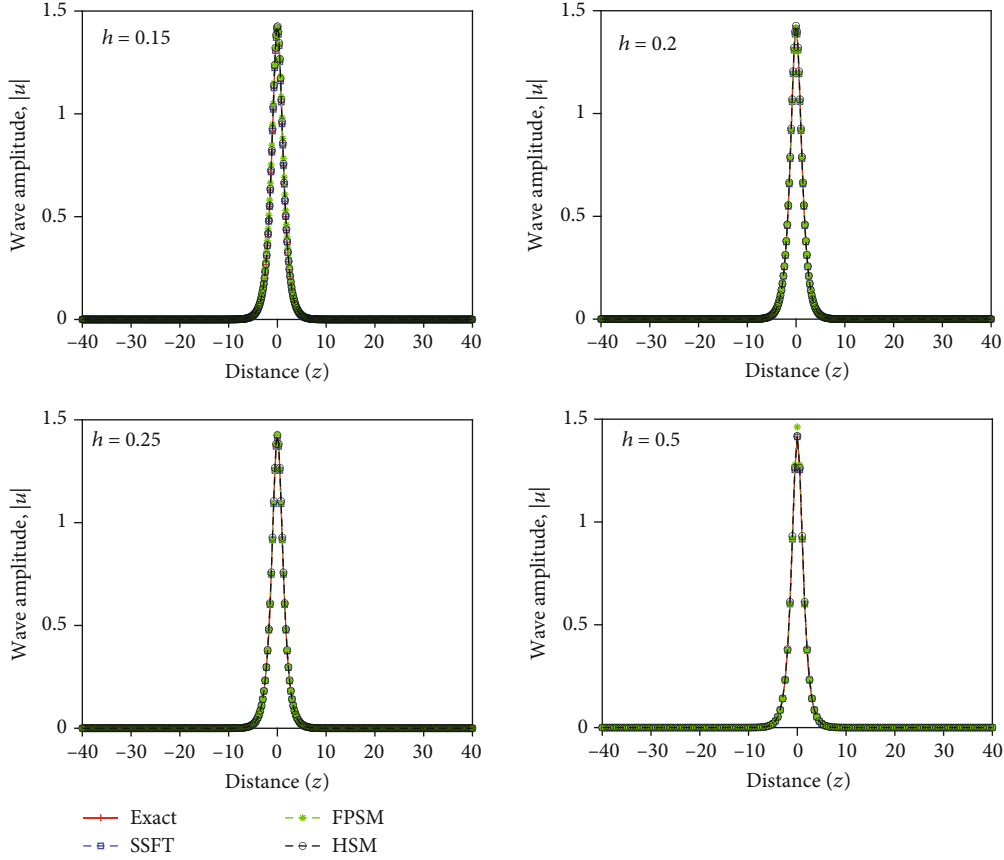 h = 0.15
1.5
1
0.5
0
Wave amplitude, |u|
−40 −30 −20 −10 0 10 20 30 40
Distance (z)
h = 0.2
1.5
1
0.5
0
Wave amplitude, |u|
−40 −30 −20 −10 0 10 20 30 40
Distance (z)
h = 0.25
1.5
1
0.5
0
Wave amplitude, |u|
−40 −30 −20 −10 0 10 20 30 40
Distance (z)
h = 0.5
1.5
1
0.5
0
Wave amplitude, |u|
−40 −30 −20 −10 0 10 20 30 40
Distance (z)
Exact
SSFT
FPSM
HSM